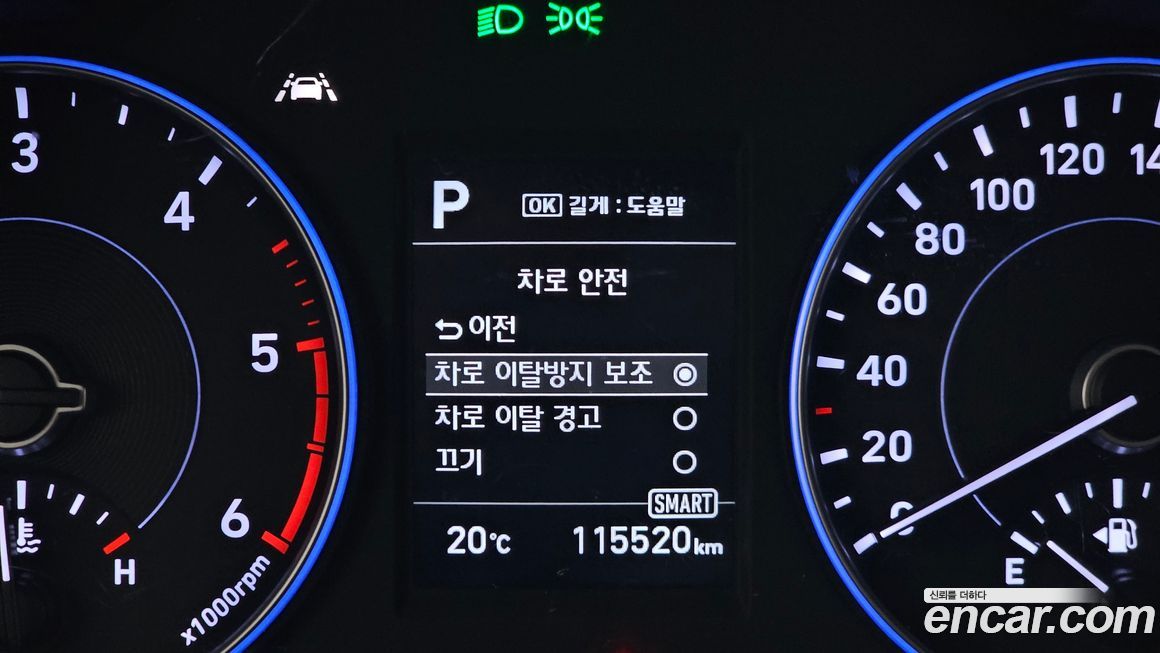 3
4
5
6
x1000rpm
H
P
OK 길게 : 도움말
차로 안전
이전
차로 이탈방지 보조
차로 이탈 경고
끄기
SMART
20℃ 115520km
0
20
40
60
80
100
120
14
E
신뢰를 더하다
encar.com